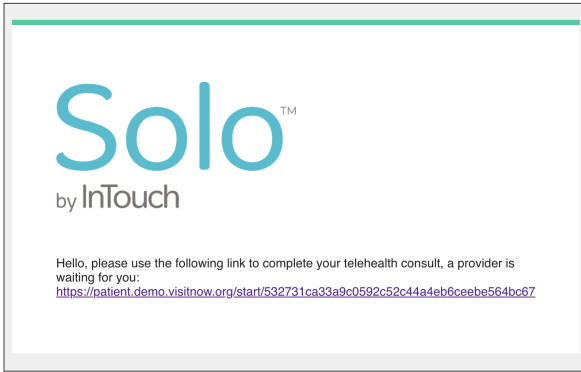 Solo™
by InTouch
Hello, please use the following link to complete your telehealth consult, a provider is
waiting for you:
https://patient.demo.visitnow.org/start/532731ca33a9c0592c52c44a4eb6ceebe564bc67